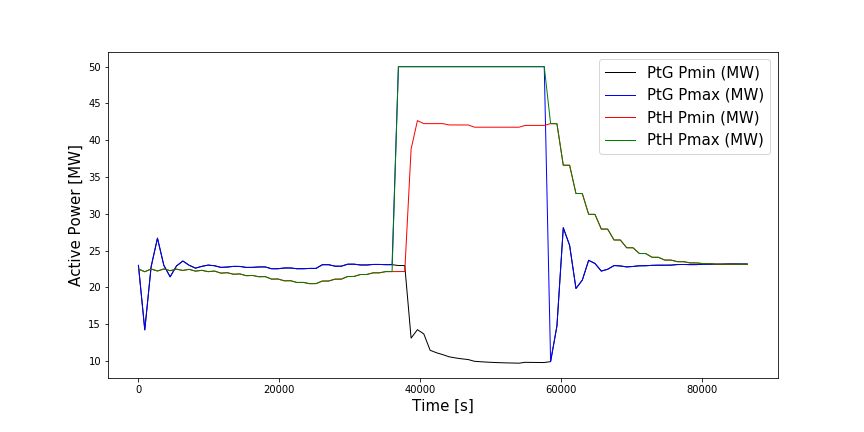 50
45
40
35
30
25
20
15
10
Active Power [MW]
0
20000
40000
60000
80000
Time [s]
PtG Pmin (MW)
PtG Pmax (MW)
PtH Pmin (MW)
PtH Pmax (MW)